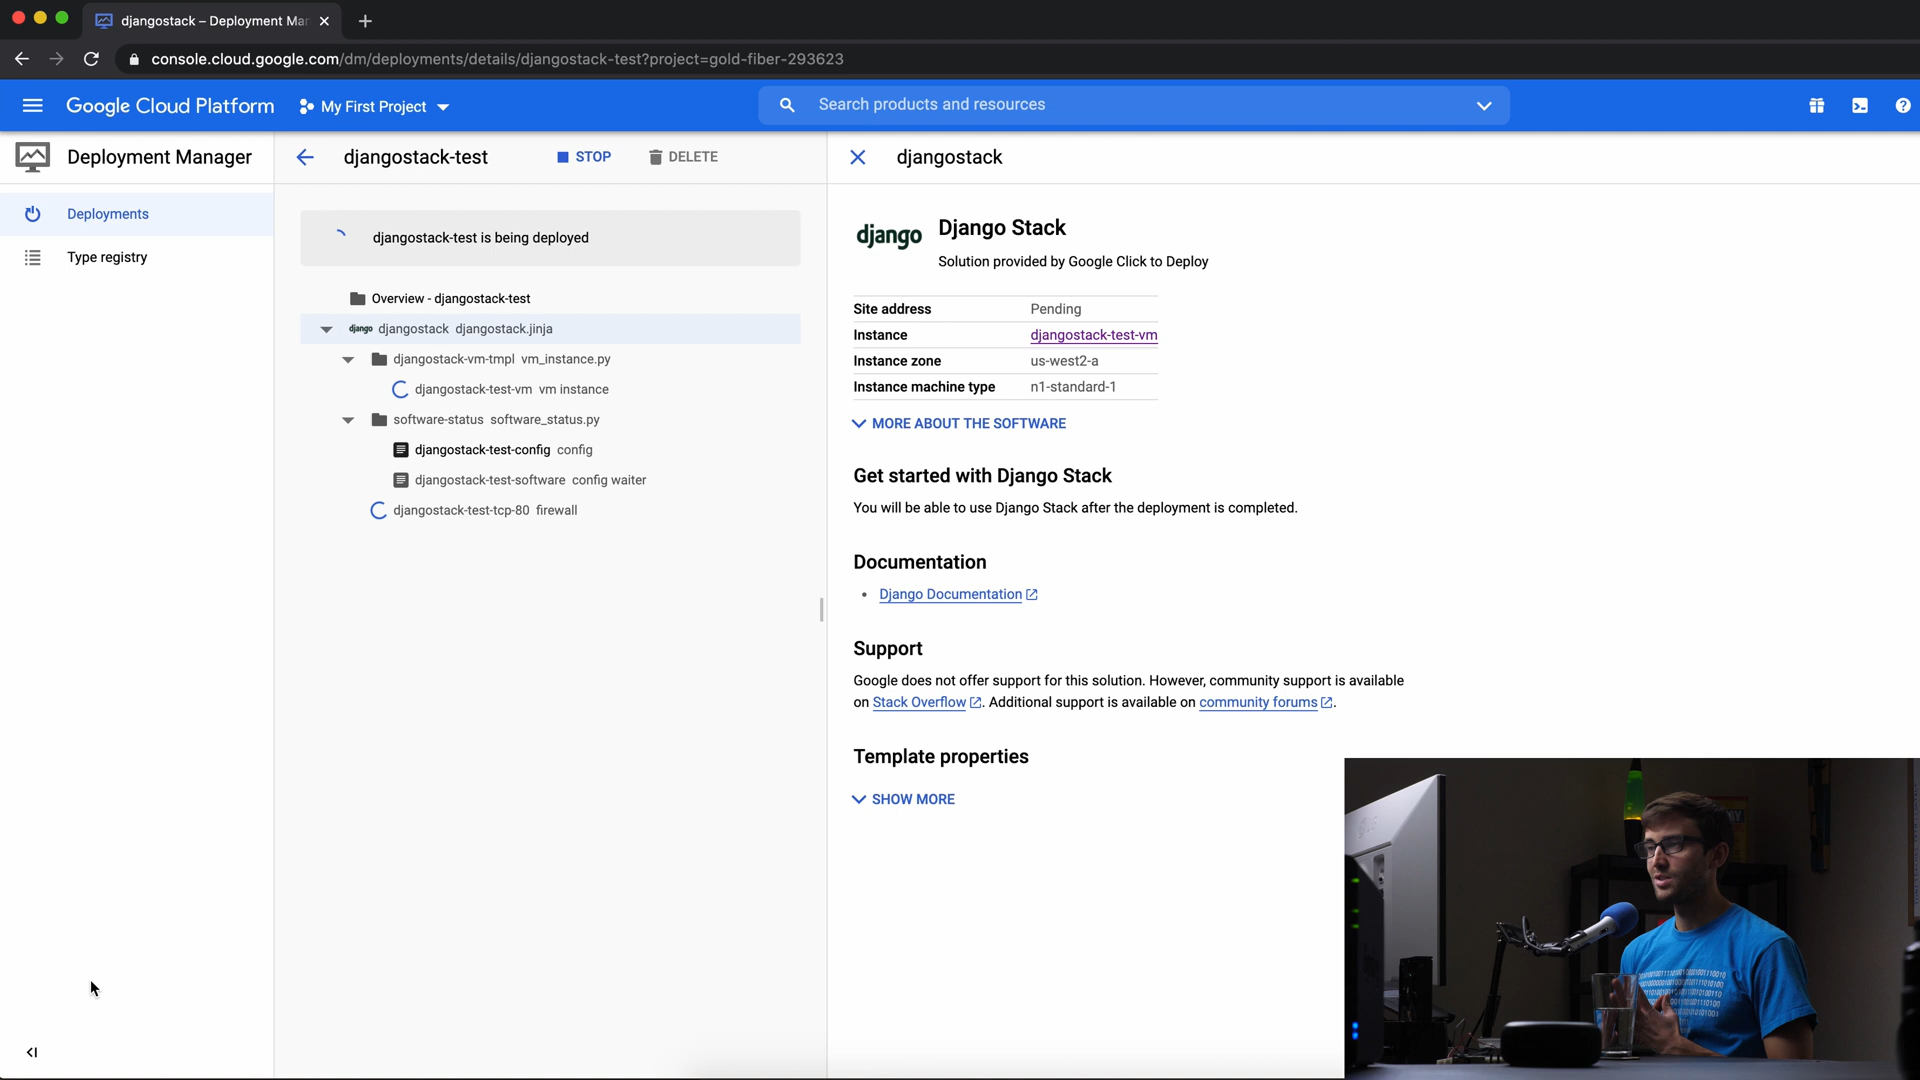 djangostack – Deployment Mar
console.cloud.google.com/dm/deployments/details/djangostack-test?project=gold-fiber-293623
Google Cloud Platform
My First Project
Search products and resources
Deployment Manager
djangostack-test
STOP
DELETE
djangostack
Deployments
Type registry
djangostack-test is being deployed
Overview - djangostack-test
django djangostack djangostack.jinja
djangostack-vm-tmpl vm_instance.py
djangostack-test-vm vm instance
software-status software_status.py
djangostack-test-config config
djangostack-test-software config waiter
djangostack-test-tcp-80 firewall
django
Django Stack
Solution provided by Google Click to Deploy
Site address Pending
Instance djangostack-test-vm
Instance zone us-west2-a
Instance machine type n1-standard-1
MORE ABOUT THE SOFTWARE
Get started with Django Stack
You will be able to use Django Stack after the deployment is completed.
Documentation
• Django Documentation
Support
Google does not offer support for this solution. However, community support is available
on Stack Overflow. Additional support is available on community forums.
Template properties
SHOW MORE